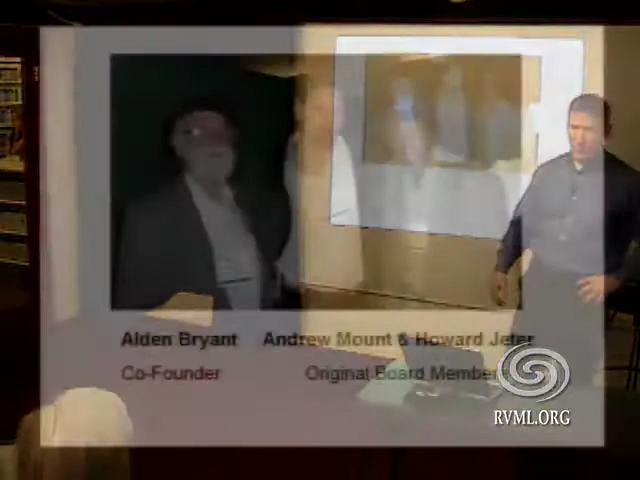 Alden Bryant Andrew Mount & Howard Jeter
Co-Founder Original Board Members
RVML.ORG